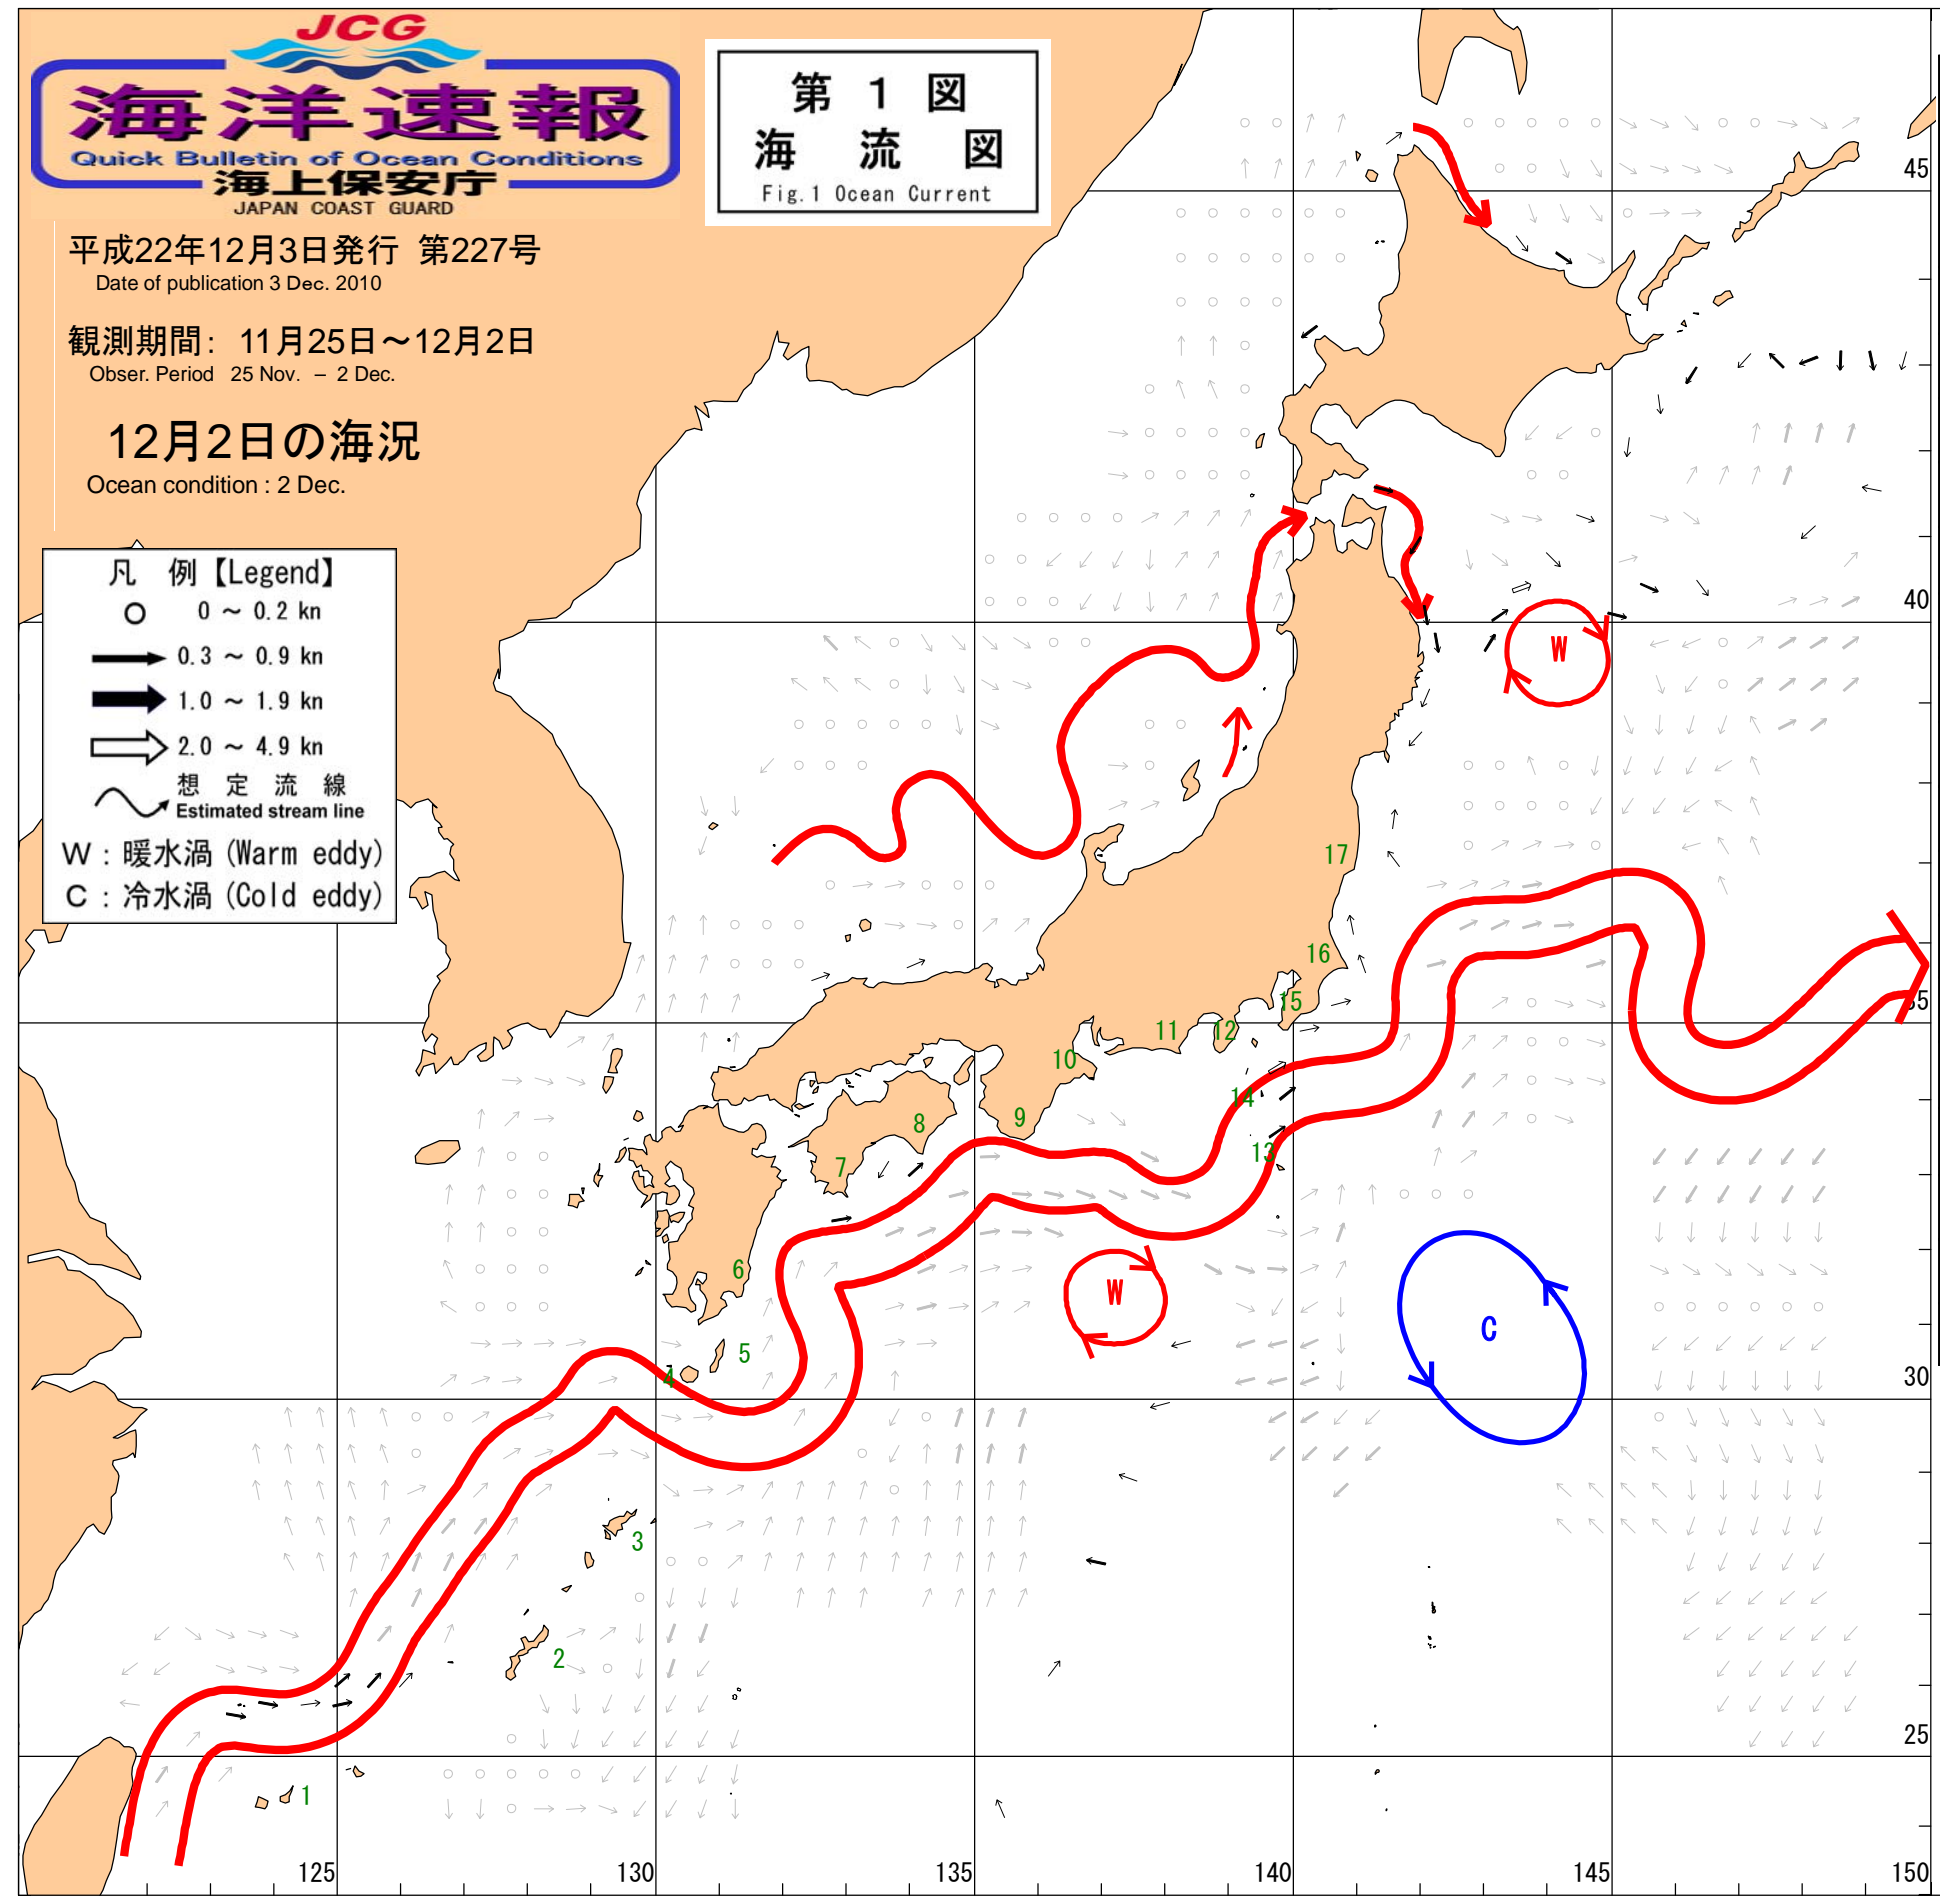 JCG
海洋速報
Quick Bulletin of Ocean Conditions
海上保安庁
JAPAN COAST GUARD
第 1 図
海 流 図
Fig.1 Ocean Current
平成22年12月3日発行 第227号
Date of publication 3 Dec. 2010
観測期間: 11月25日～12月2日
Obser. Period 25 Nov. – 2 Dec.
12月2日の海況
Ocean condition : 2 Dec.
凡 例【Legend】
0 ～ 0.2 kn
0.3 ～ 0.9 kn
1.0 ～ 1.9 kn
2.0 ～ 4.9 kn
想 定 流 線
Estimated stream line
W : 暖水渦 (Warm eddy)
C : 冷水渦 (Cold eddy)
45
40
W
17
16
15
35
12
11
10
14
9
8
13
7
6
W
C
5
4
30
3
2
25
1
125
130
135
140
145
150